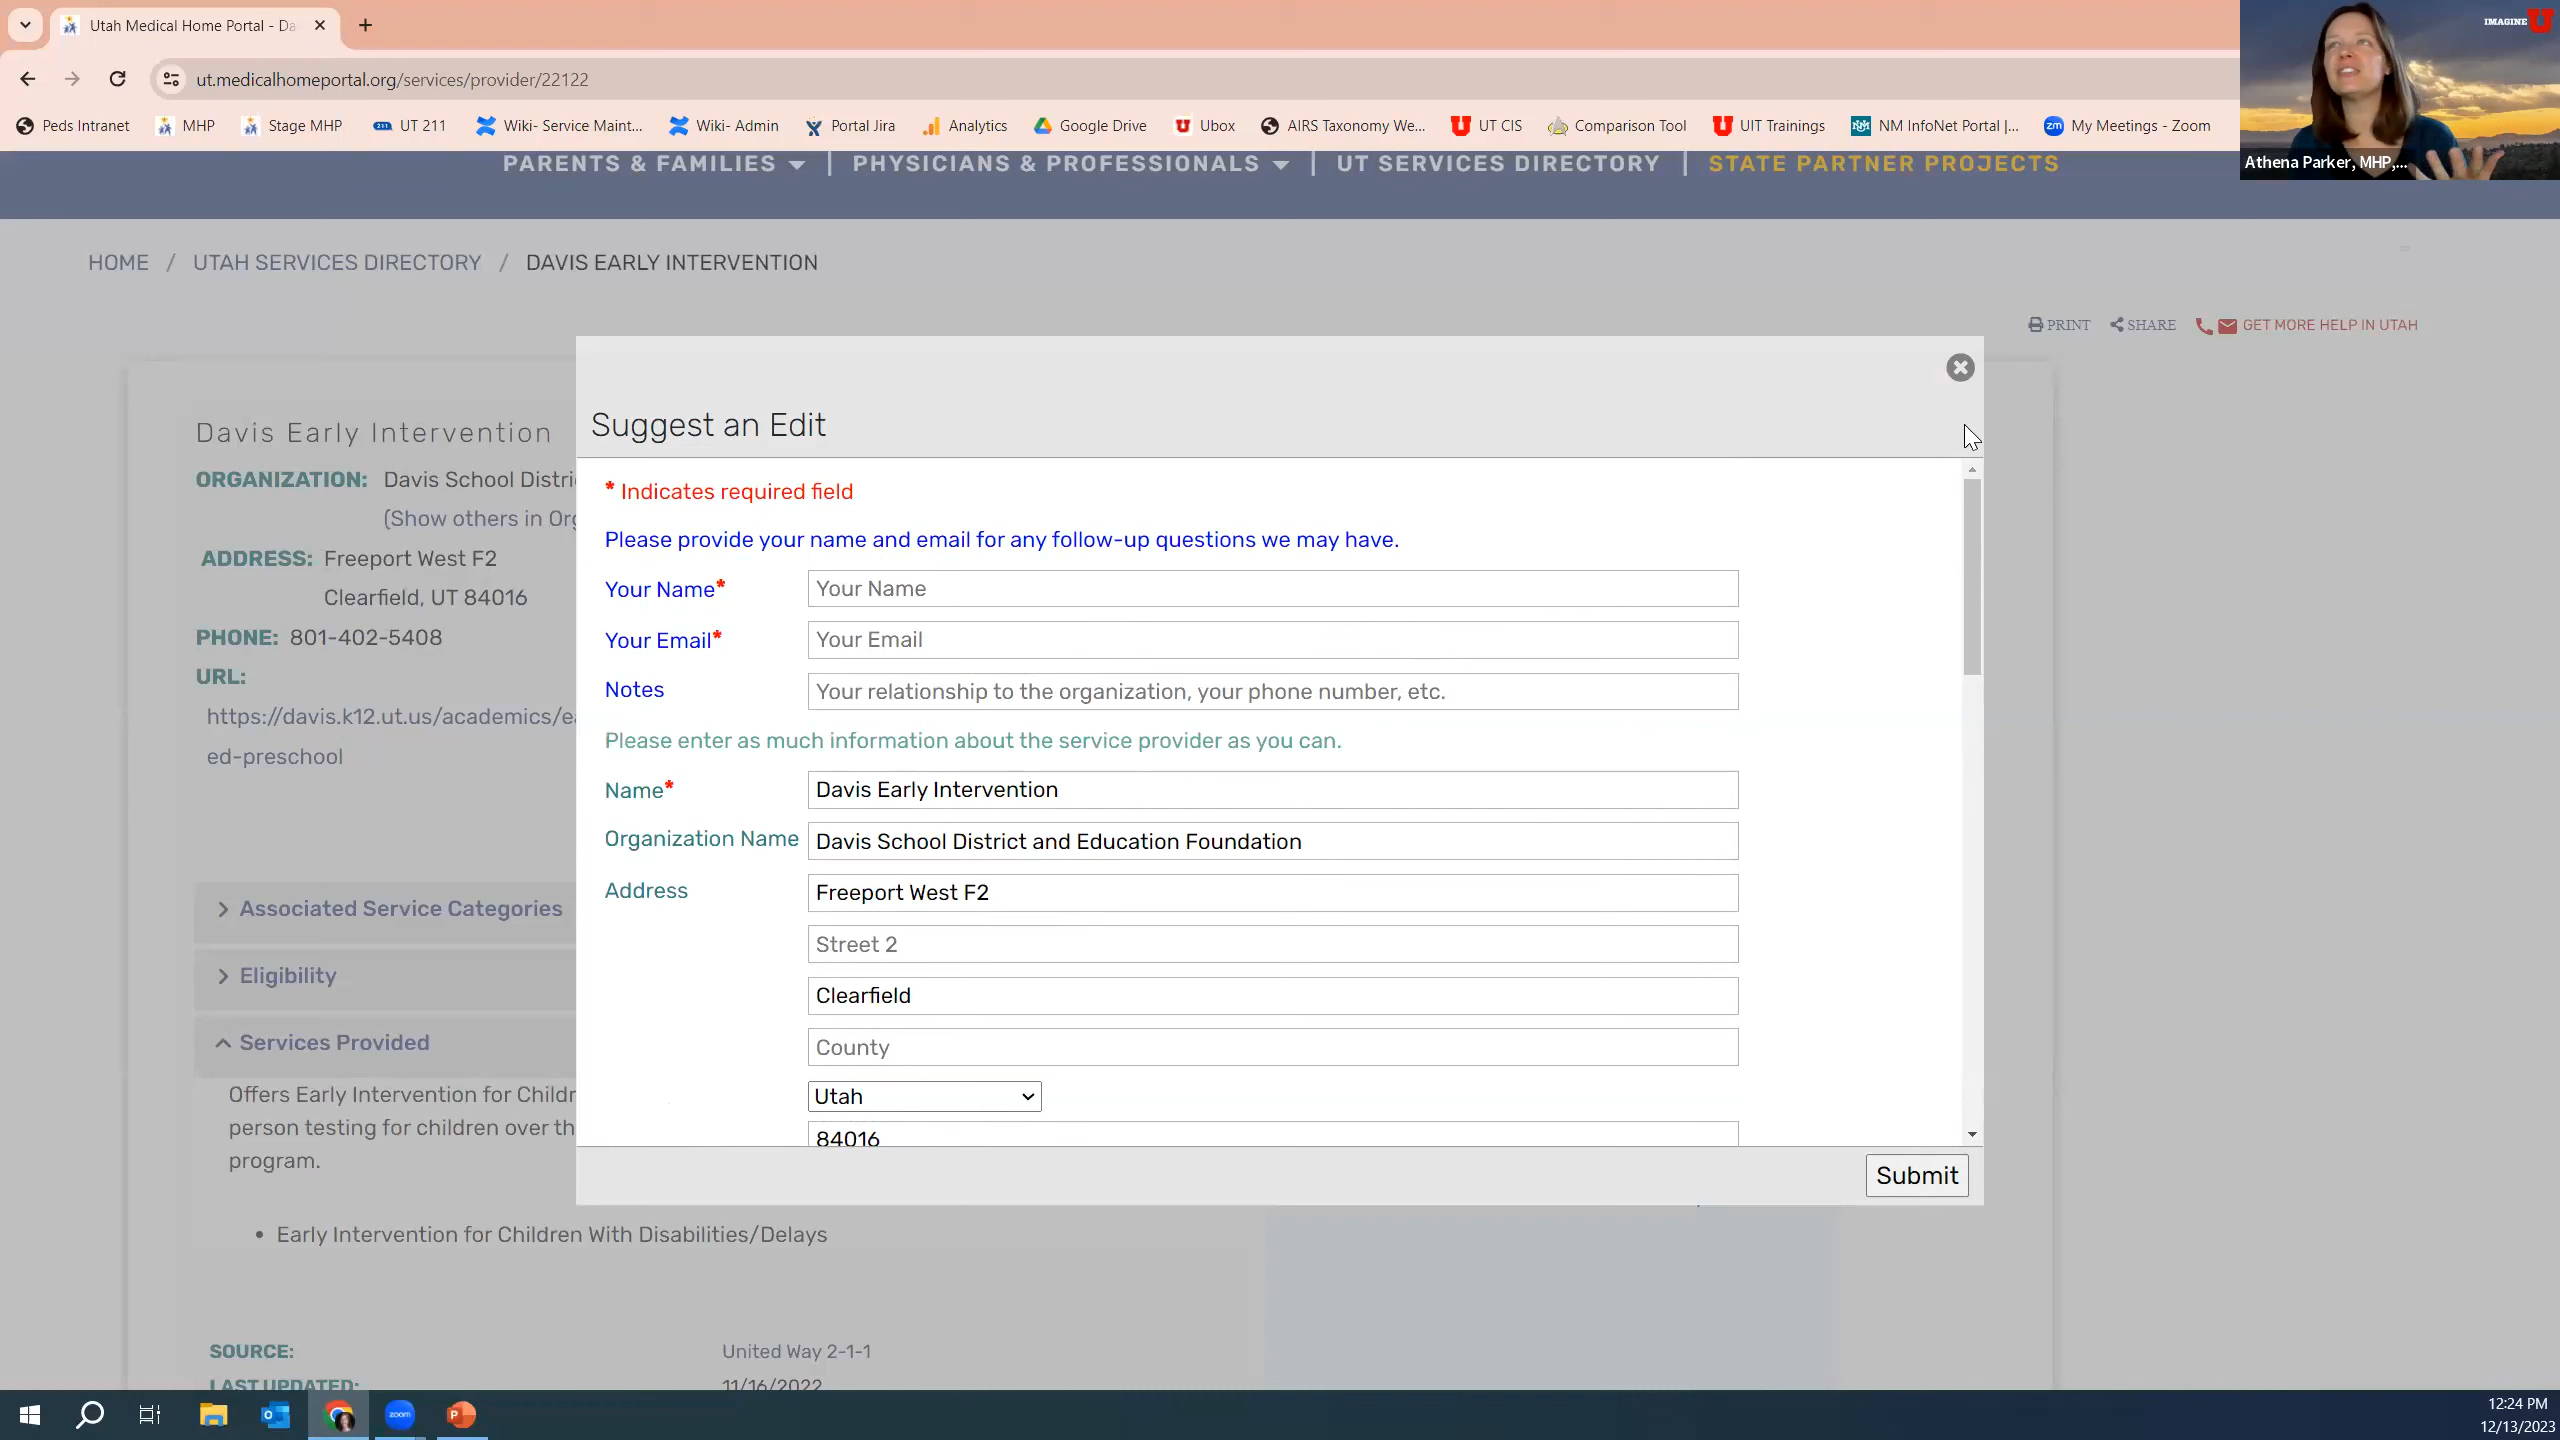 Utah Medical Home Portal - Da
ut.medicalhomeportal.org/services/provider/22122
Peds Intranet MHP Stage MHP UT 211 Wiki- Service Maint... Wiki- Admin Portal Jira Analytics Google Drive Ubox AIRS Taxonomy We... UT CIS Comparison Tool UIT Trainings NM InfoNet Portal |... My Meetings - Zoom
IMAGINE U
Athena Parker, MHP,...
PARENTS & FAMILIES | PHYSICIANS & PROFESSIONALS | UT SERVICES DIRECTORY | STATE PARTNER PROJECTS
HOME / UTAH SERVICES DIRECTORY / DAVIS EARLY INTERVENTION
PRINT SHARE GET MORE HELP IN UTAH
Davis Early Intervention
ORGANIZATION: Davis School Distri
(Show others in Org
ADDRESS: Freeport West F2
Clearfield, UT 84016
PHONE: 801-402-5408
URL:
https://davis.k12.ut.us/academics/ea
ed-preschool
Associated Service Categories
Eligibility
Services Provided
Offers Early Intervention for Childr
person testing for children over th
program.
• Early Intervention for Children With Disabilities/Delays
SOURCE: United Way 2-1-1
LAST UPDATED: 11/16/2022
Suggest an Edit
* Indicates required field
Please provide your name and email for any follow-up questions we may have.
Your Name* Your Name
Your Email* Your Email
Notes Your relationship to the organization, your phone number, etc.
Please enter as much information about the service provider as you can.
Name* Davis Early Intervention
Organization Name Davis School District and Education Foundation
Address Freeport West F2
Street 2
Clearfield
County
Utah
84016
Submit
zoom
12:24 PM
12/13/2023